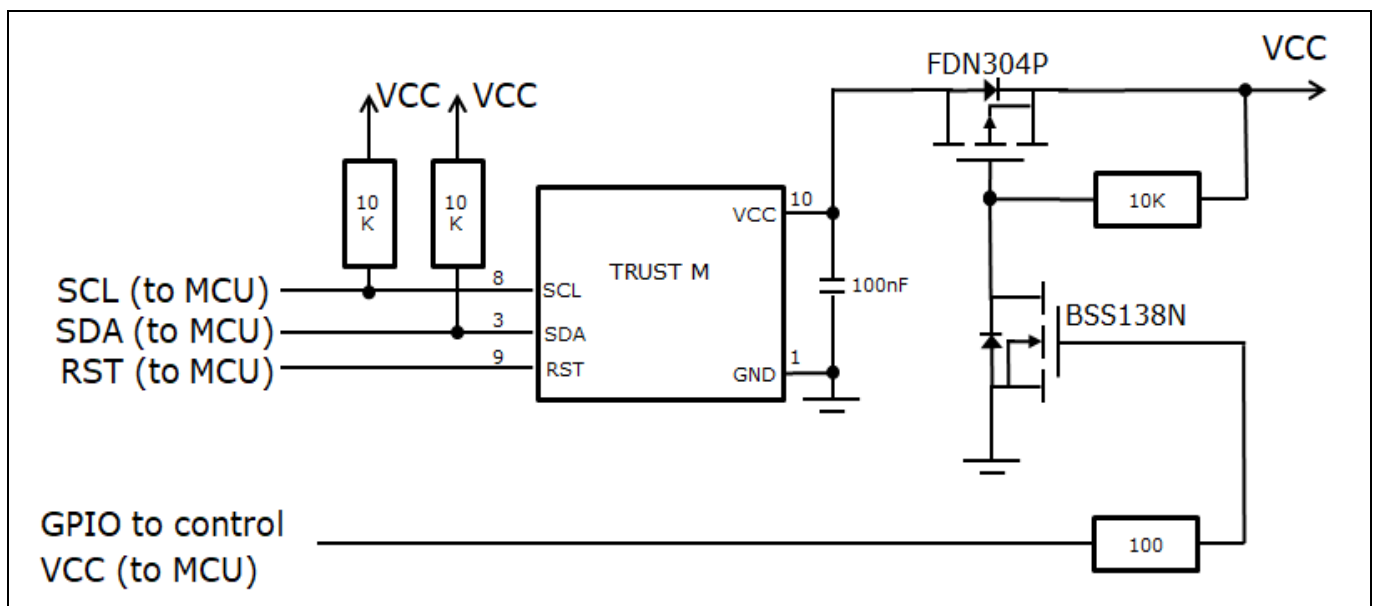 VCC
FDN304P
VCC
VCC
10
K
10
K
10
VCC
10K
TRUST M
SCL (to MCU)
8
SCL
100nF
BSS138N
SDA (to MCU)
3
SDA
RST (to MCU)
9
RST
1
GND
GPIO to control
VCC (to MCU)
100